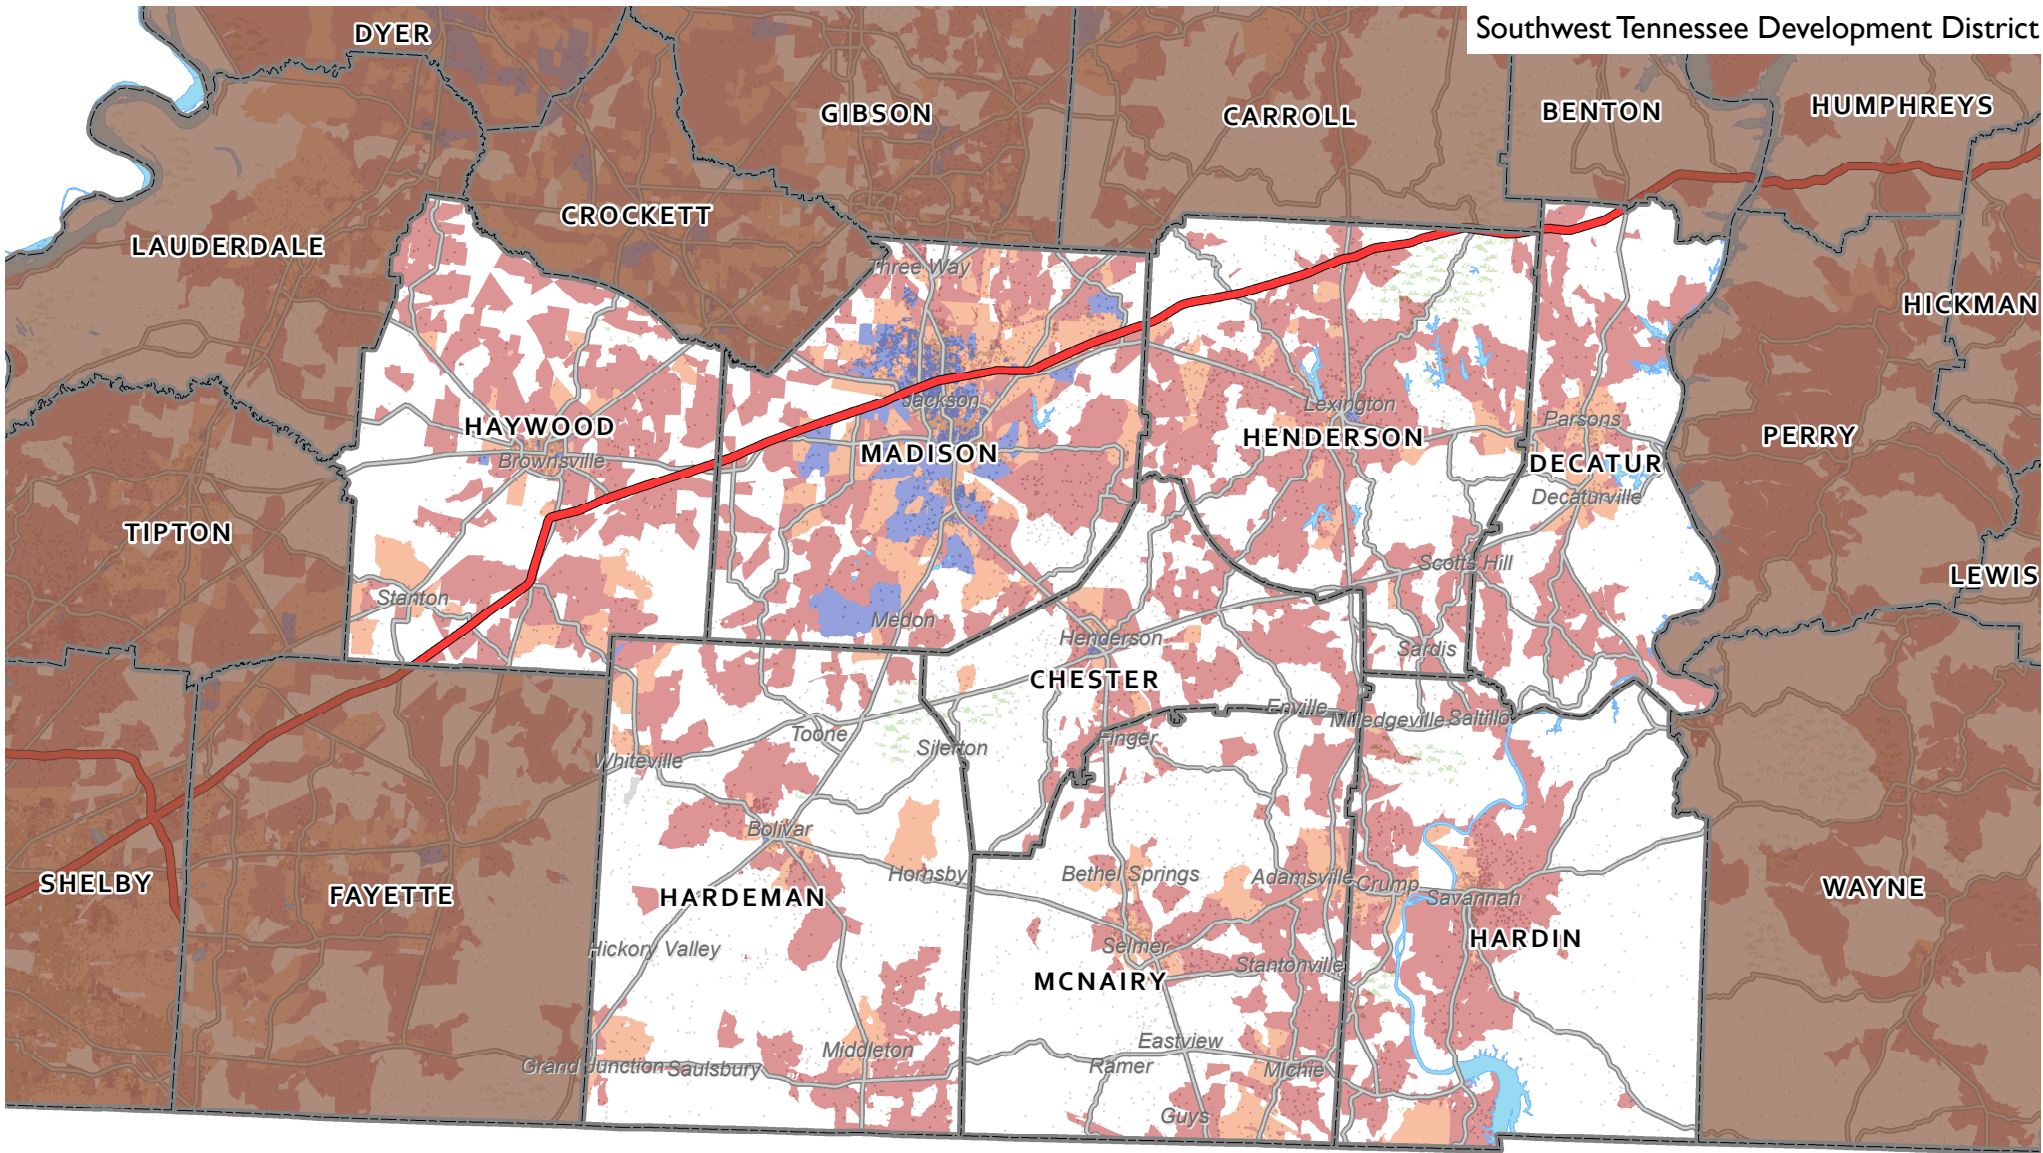 Southwest Tennessee Development District
DYER
GIBSON
CARROLL
BENTON
HUMPHREYS
CROCKETT
LAUDERDALE
Three Way
HICKMAN
Jackson
Lexington
Parsons
HAYWOOD
MADISON
HENDERSON
PERRY
Brownsville
DECATUR
Decaturville
TIPTON
Scotts Hill
LEWIS
Stanton
Medon
Henderson
Sardis
CHESTER
Enville
Milledgeville
Saltillo
Toone
Silerton
Finger
Whiteville
Bolivar
SHELBY
FAYETTE
HARDEMAN
Hornsby
Bethel Springs
Adamsville
Crump
Savannah
WAYNE
Hickory Valley
Selmer
HARDIN
MCNAIRY
Stantonville
Grand Junction
Saulsbury
Middleton
Eastview
Ramer
Michie
Guys